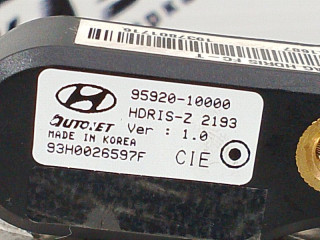 95920-10000
HDRIS-Z 2193
AUTONET
Ver : 1.0
MADE IN KOREA
93H0026597F
CIE